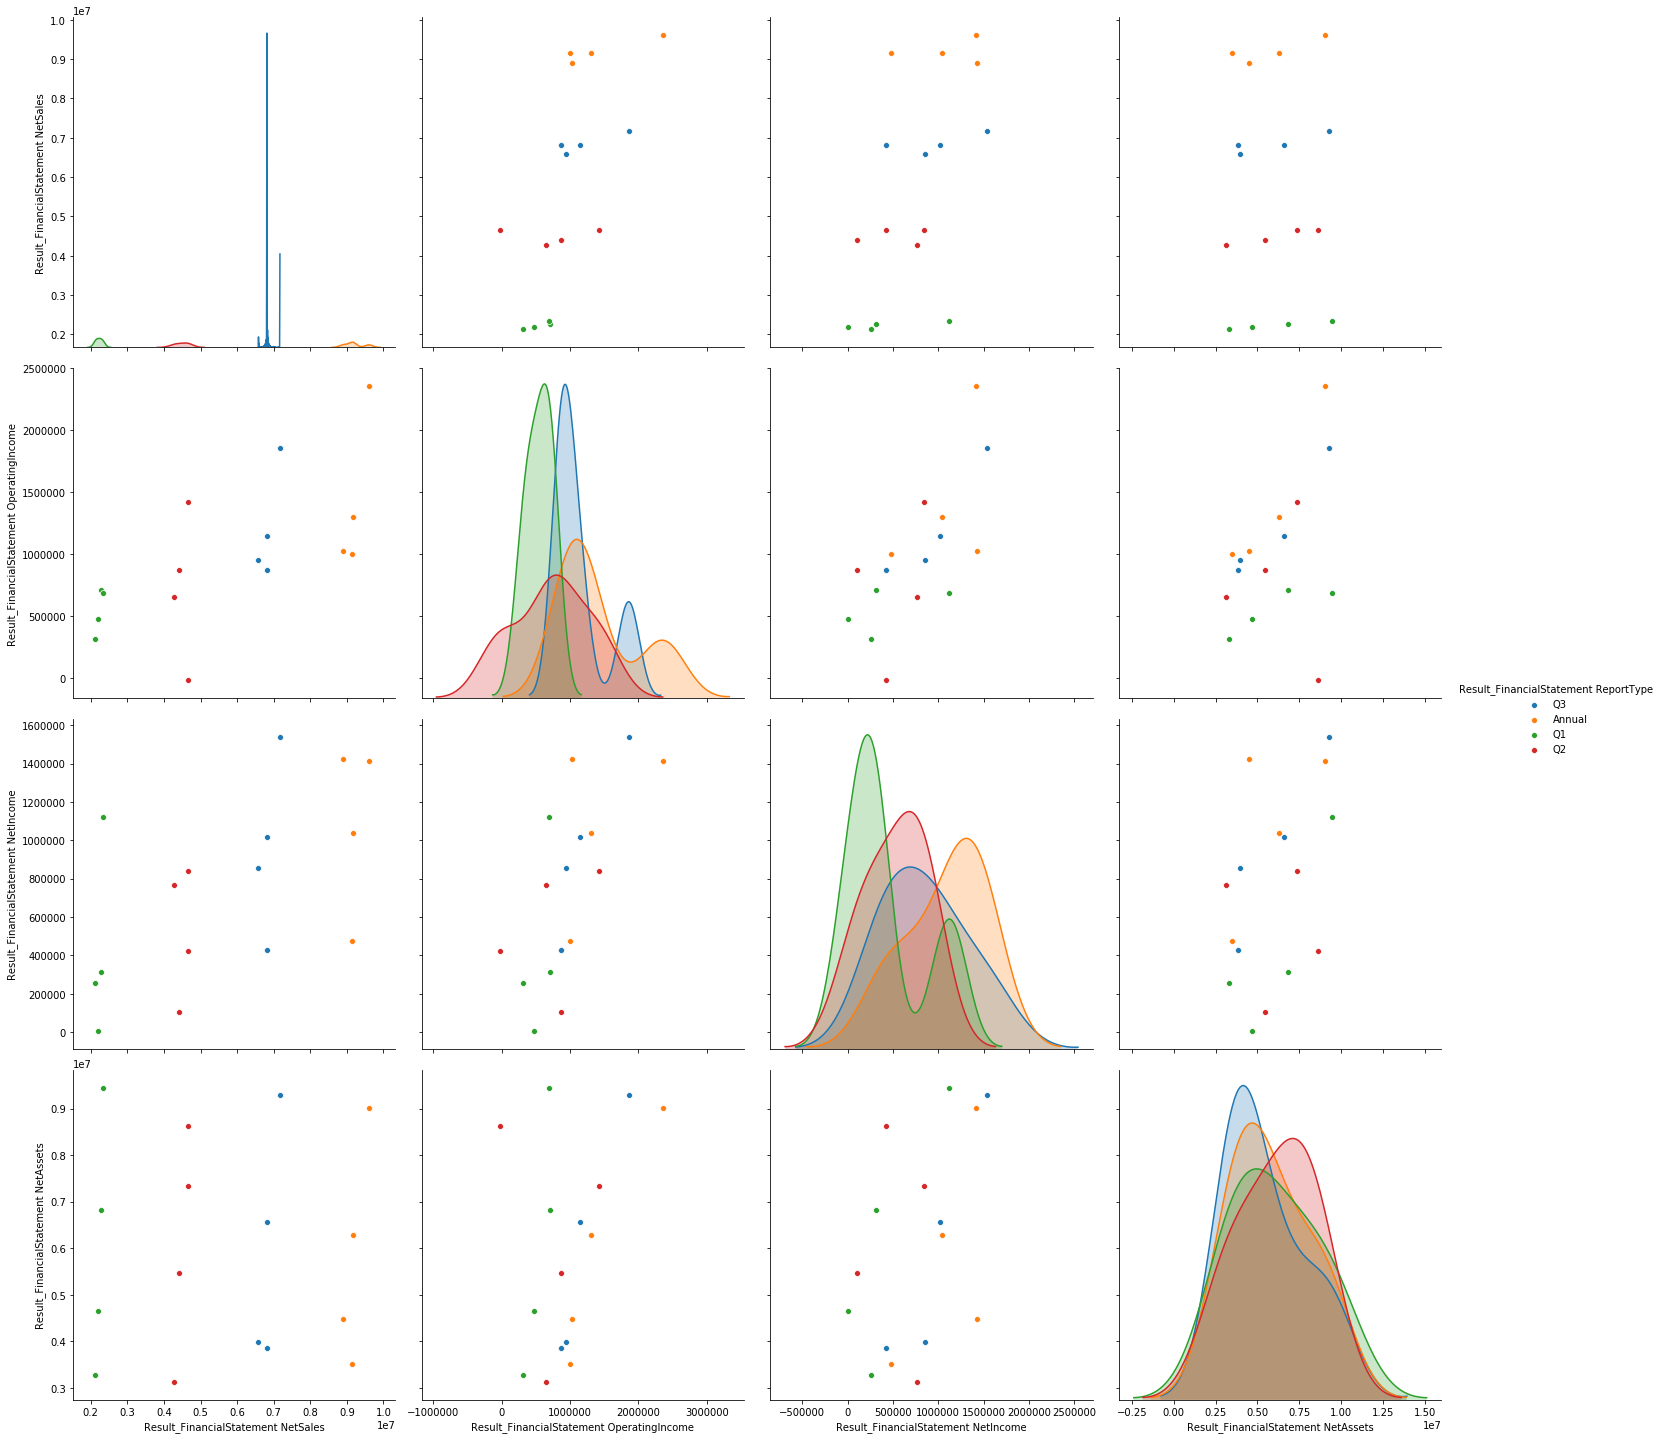 1e7
1.0
0.9
0.8
0.7
0.6
0.5
0.4
0.3
0.2
Result_FinancialStatement NetSales
2500000
2000000
1500000
1000000
500000
0
Result_FinancialStatement OperatingIncome
Result_FinancialStatement ReportType
Q3
Annual
Q1
Q2
1600000
1400000
1200000
1000000
800000
600000
400000
200000
0
Result_FinancialStatement NetIncome
1e7
0.9
0.8
0.7
0.6
0.5
0.4
0.3
Result_FinancialStatement NetAssets
0.2 0.3 0.4 0.5 0.6 0.7 0.8 0.9 1.0
1e7
Result_FinancialStatement NetSales
−1000000 0 1000000 2000000 3000000
Result_FinancialStatement OperatingIncome
−500000 0 500000 1000000 1500000 2000000 2500000
Result_FinancialStatement NetIncome
−0.25 0.00 0.25 0.50 0.75 1.00 1.25 1.50
1e7
Result_FinancialStatement NetAssets